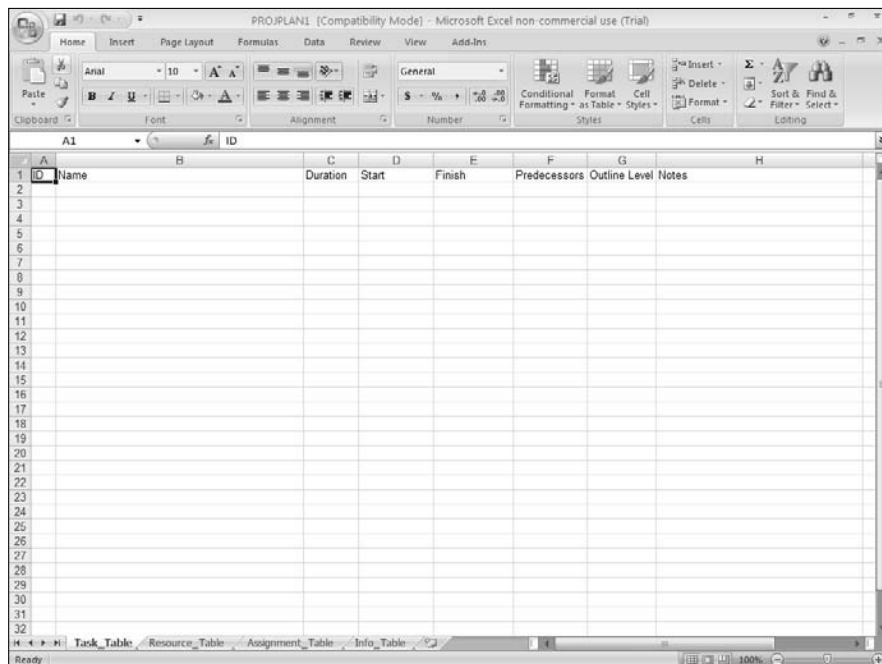 PROJPLAN1 [Compatibility Mode] - Microsoft Excel non-commercial use (Trial)
Home Insert Page Layout Formulas Data Review View Add-Ins
Paste
Arial 10
B I U
General
$ % ,
Conditional Formatting
Format as Table
Cell Styles
Insert
Delete
Format
Sort & Filter
Find & Select
Clipboard Font Alignment Number Styles Cells Editing
A1 fx ID
A B C D E F G H
1 ID Name Duration Start Finish Predecessors Outline Level Notes
2
3
4
5
6
7
8
9
10
11
12
13
14
15
16
17
18
19
20
21
22
23
24
25
26
27
28
29
30
31
32
Task_Table Resource_Table Assignment_Table Info_Table
Ready 100%